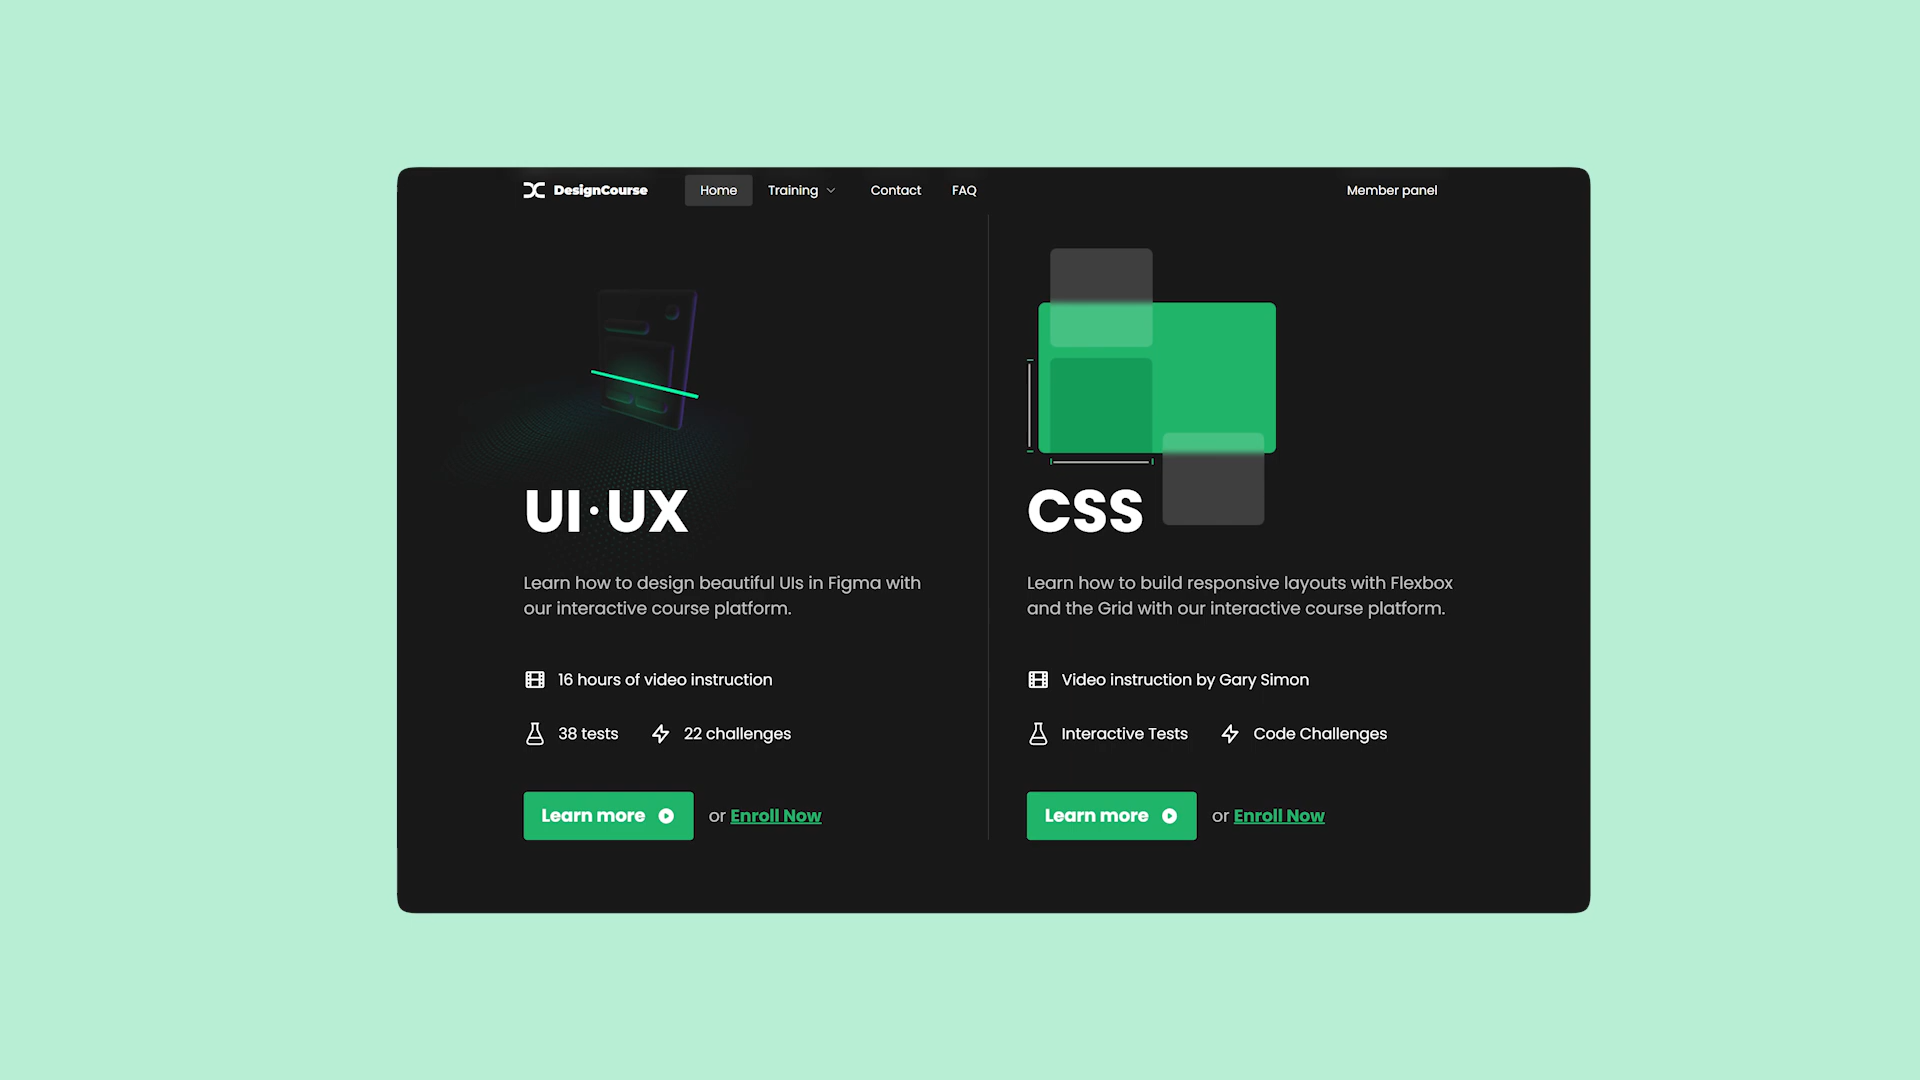 DesignCourse
Home
Training
Contact
FAQ
Member panel
UI·UX
Learn how to design beautiful UIs in Figma with
our interactive course platform.
16 hours of video instruction
38 tests
22 challenges
Learn more
or Enroll Now
CSS
Learn how to build responsive layouts with Flexbox
and the Grid with our interactive course platform.
Video instruction by Gary Simon
Interactive Tests
Code Challenges
Learn more
or Enroll Now